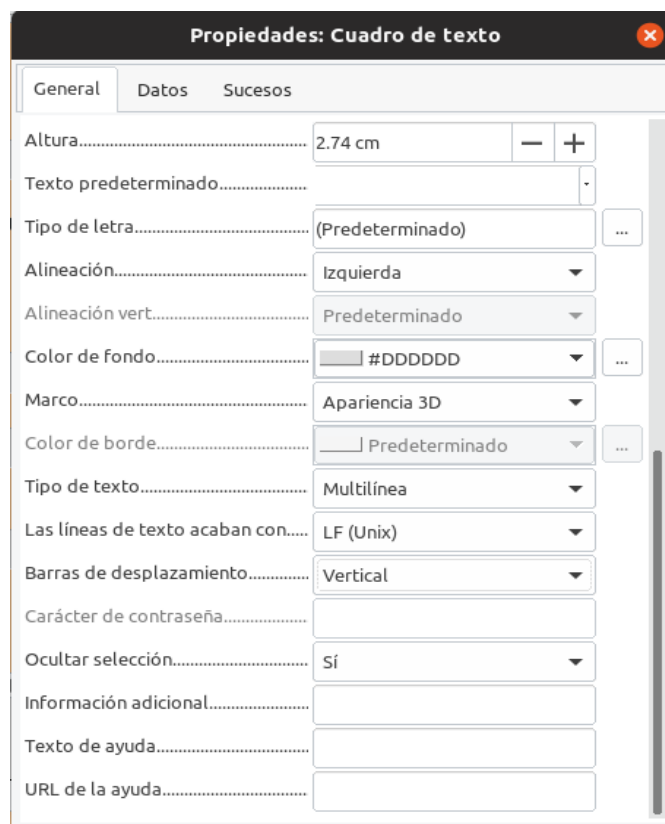 Propiedades: Cuadro de texto
General Datos Sucesos
Altura 2.74 cm
Texto predeterminado
Tipo de letra (Predeterminado) ...
Alineación Izquierda
Alineación vert. Predeterminado
Color de fondo #DDDDDD ...
Marco Apariencia 3D
Color de borde Predeterminado ...
Tipo de texto Multilínea
Las líneas de texto acaban con LF (Unix)
Barras de desplazamiento Vertical
Carácter de contraseña
Ocultar selección Sí
Información adicional
Texto de ayuda
URL de la ayuda